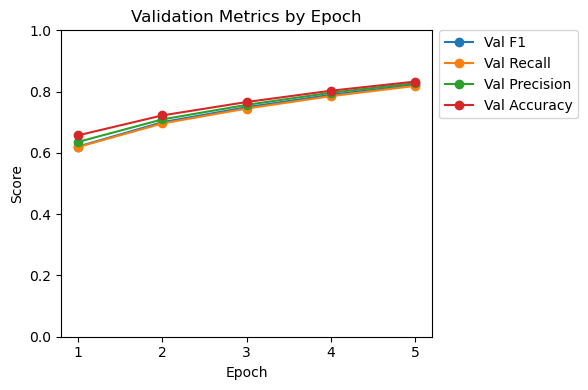 Validation Metrics by Epoch
1.0
0.8
0.6
0.4
0.2
0.0
Score
1 2 3 4 5
Epoch
Val F1
Val Recall
Val Precision
Val Accuracy